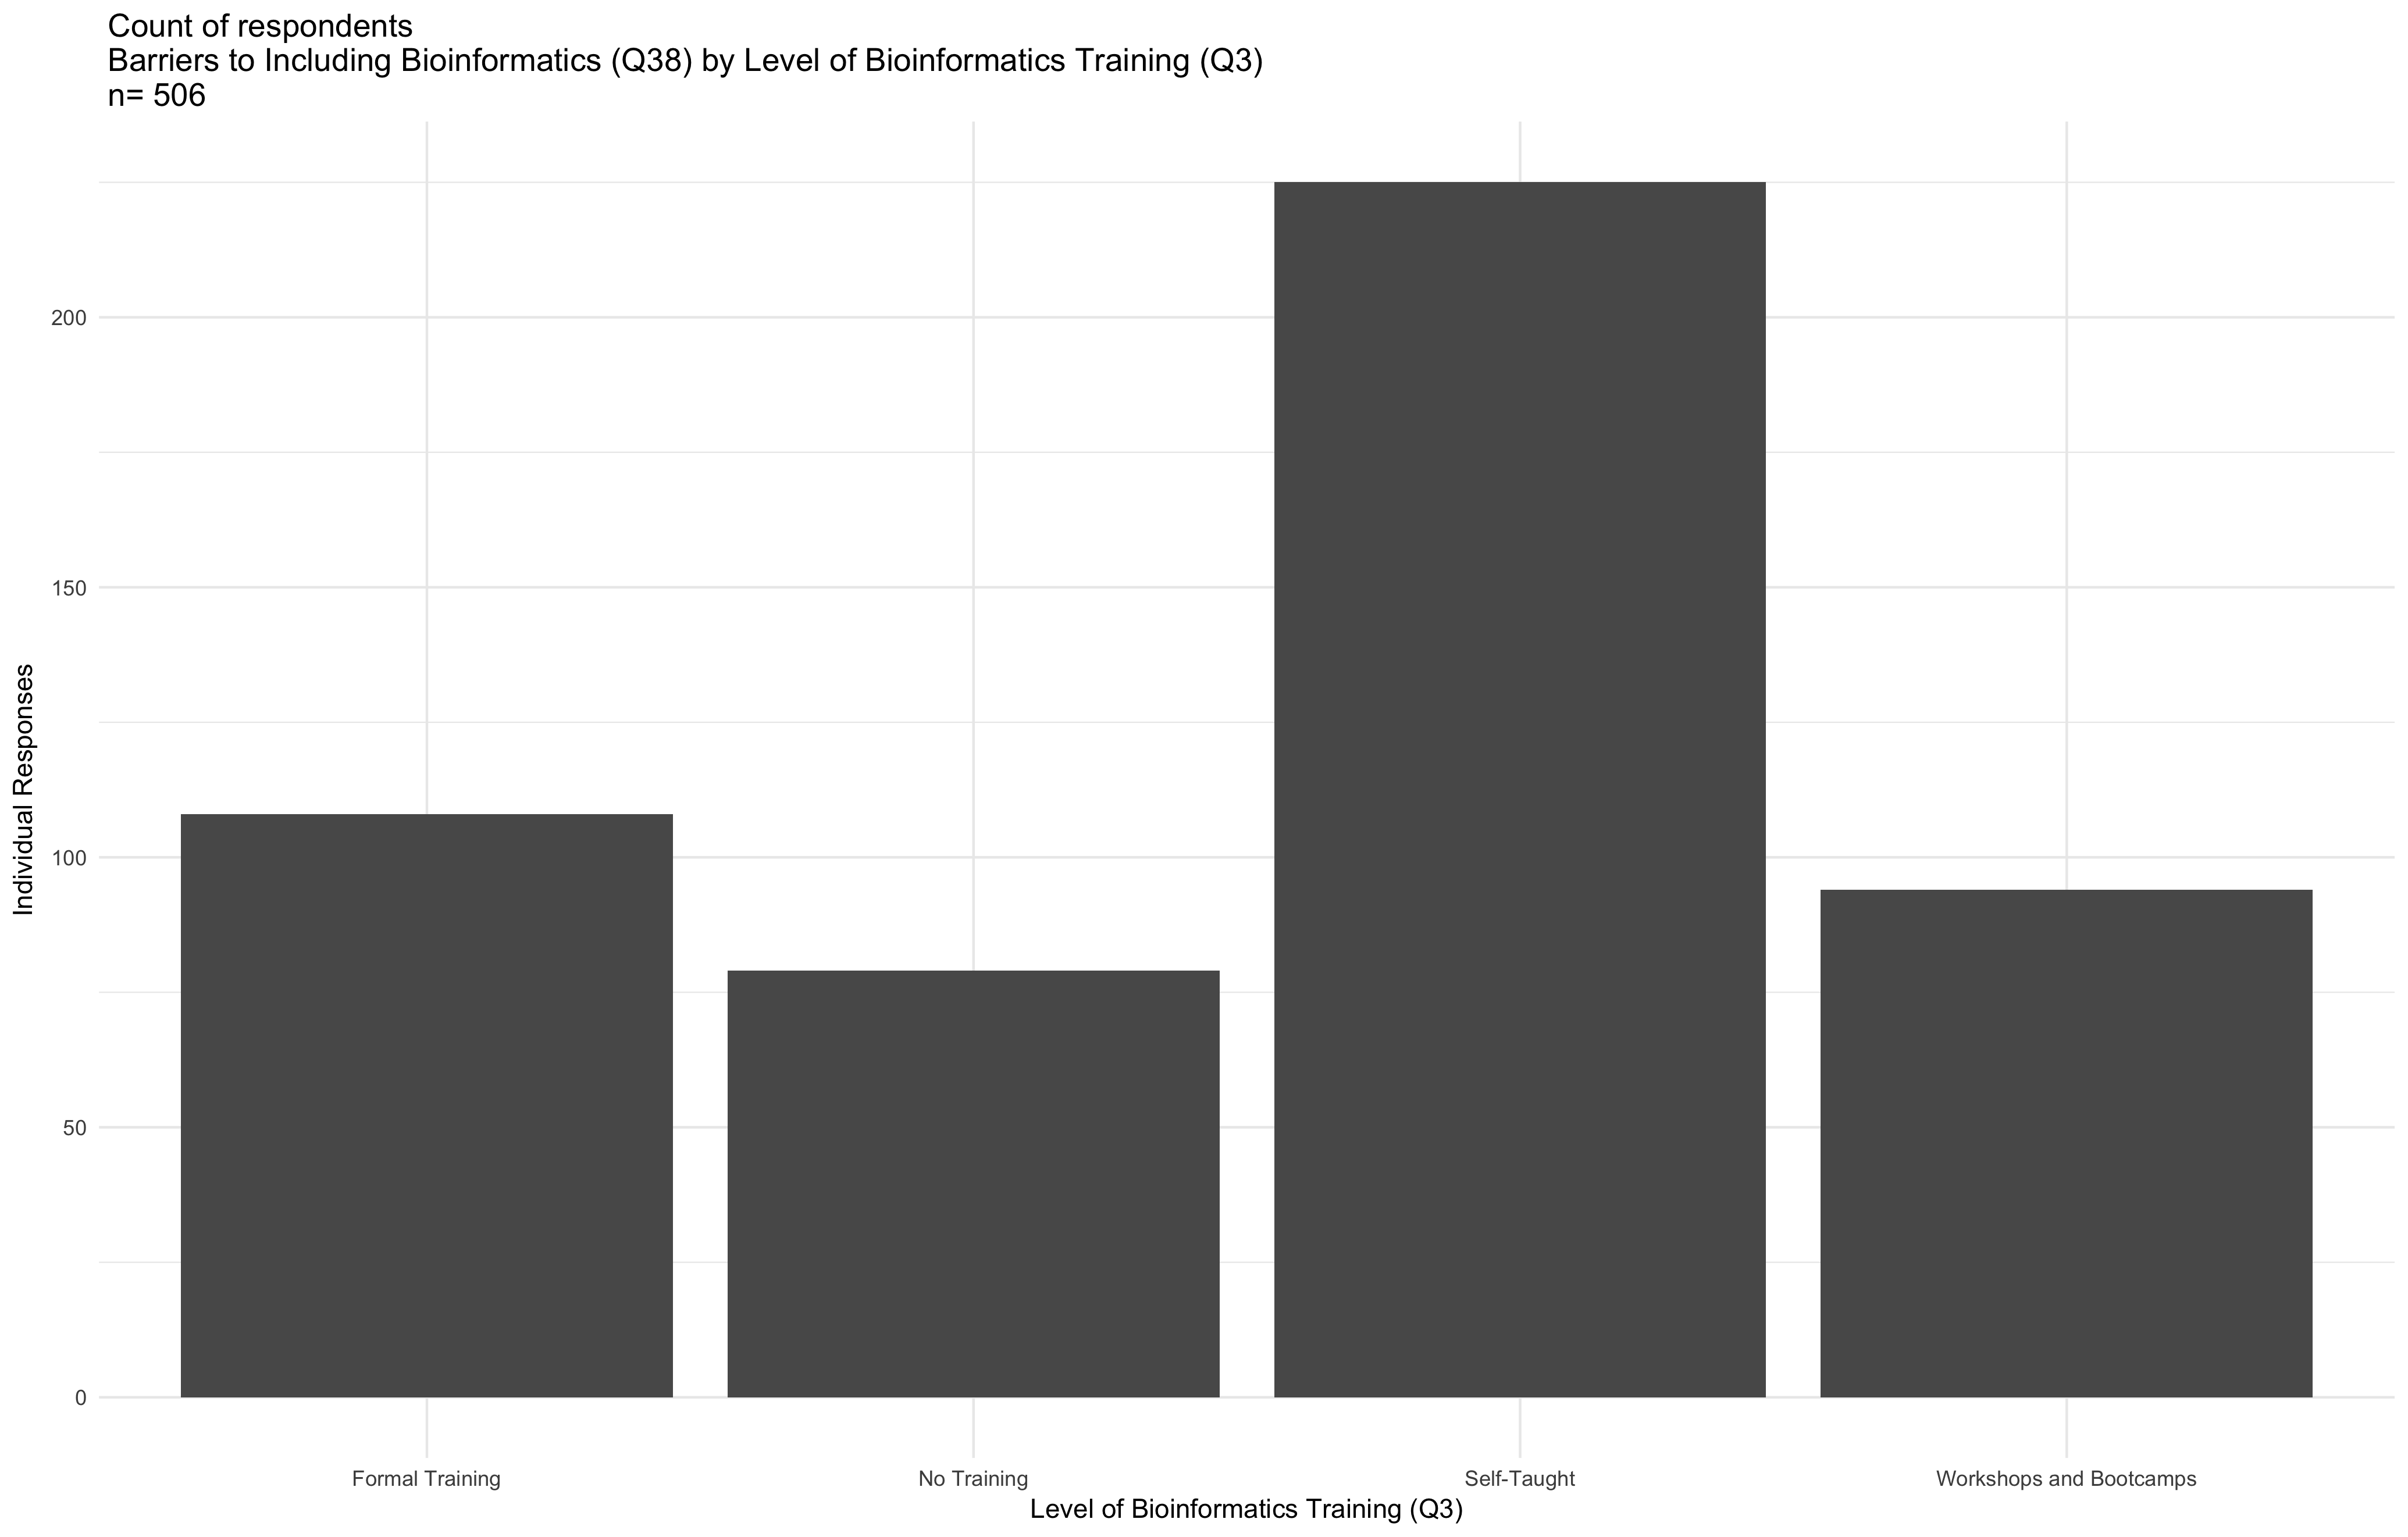 Count of respondents
Barriers to Including Bioinformatics (Q38) by Level of Bioinformatics Training (Q3)
n= 506
Individual Responses
200
150
100
50
0
Formal Training
No Training
Self-Taught
Workshops and Bootcamps
Level of Bioinformatics Training (Q3)